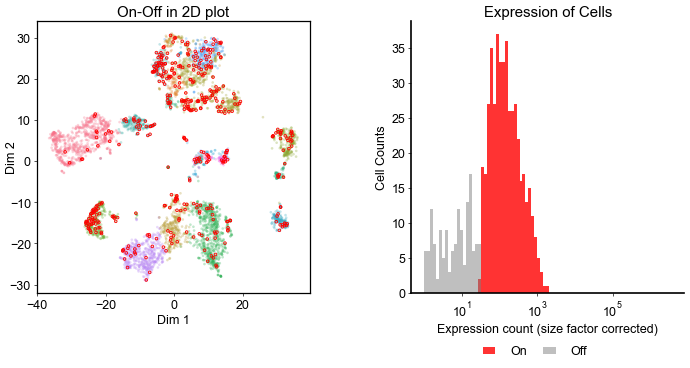 On-Off in 2D plot
30
20
10
0
−10
−20
−30
−40
−20
0
20
Dim 2
Dim 1
Expression of Cells
35
30
25
20
15
10
5
0
10^1
10^3
10^5
Cell Counts
Expression count (size factor corrected)
On
Off